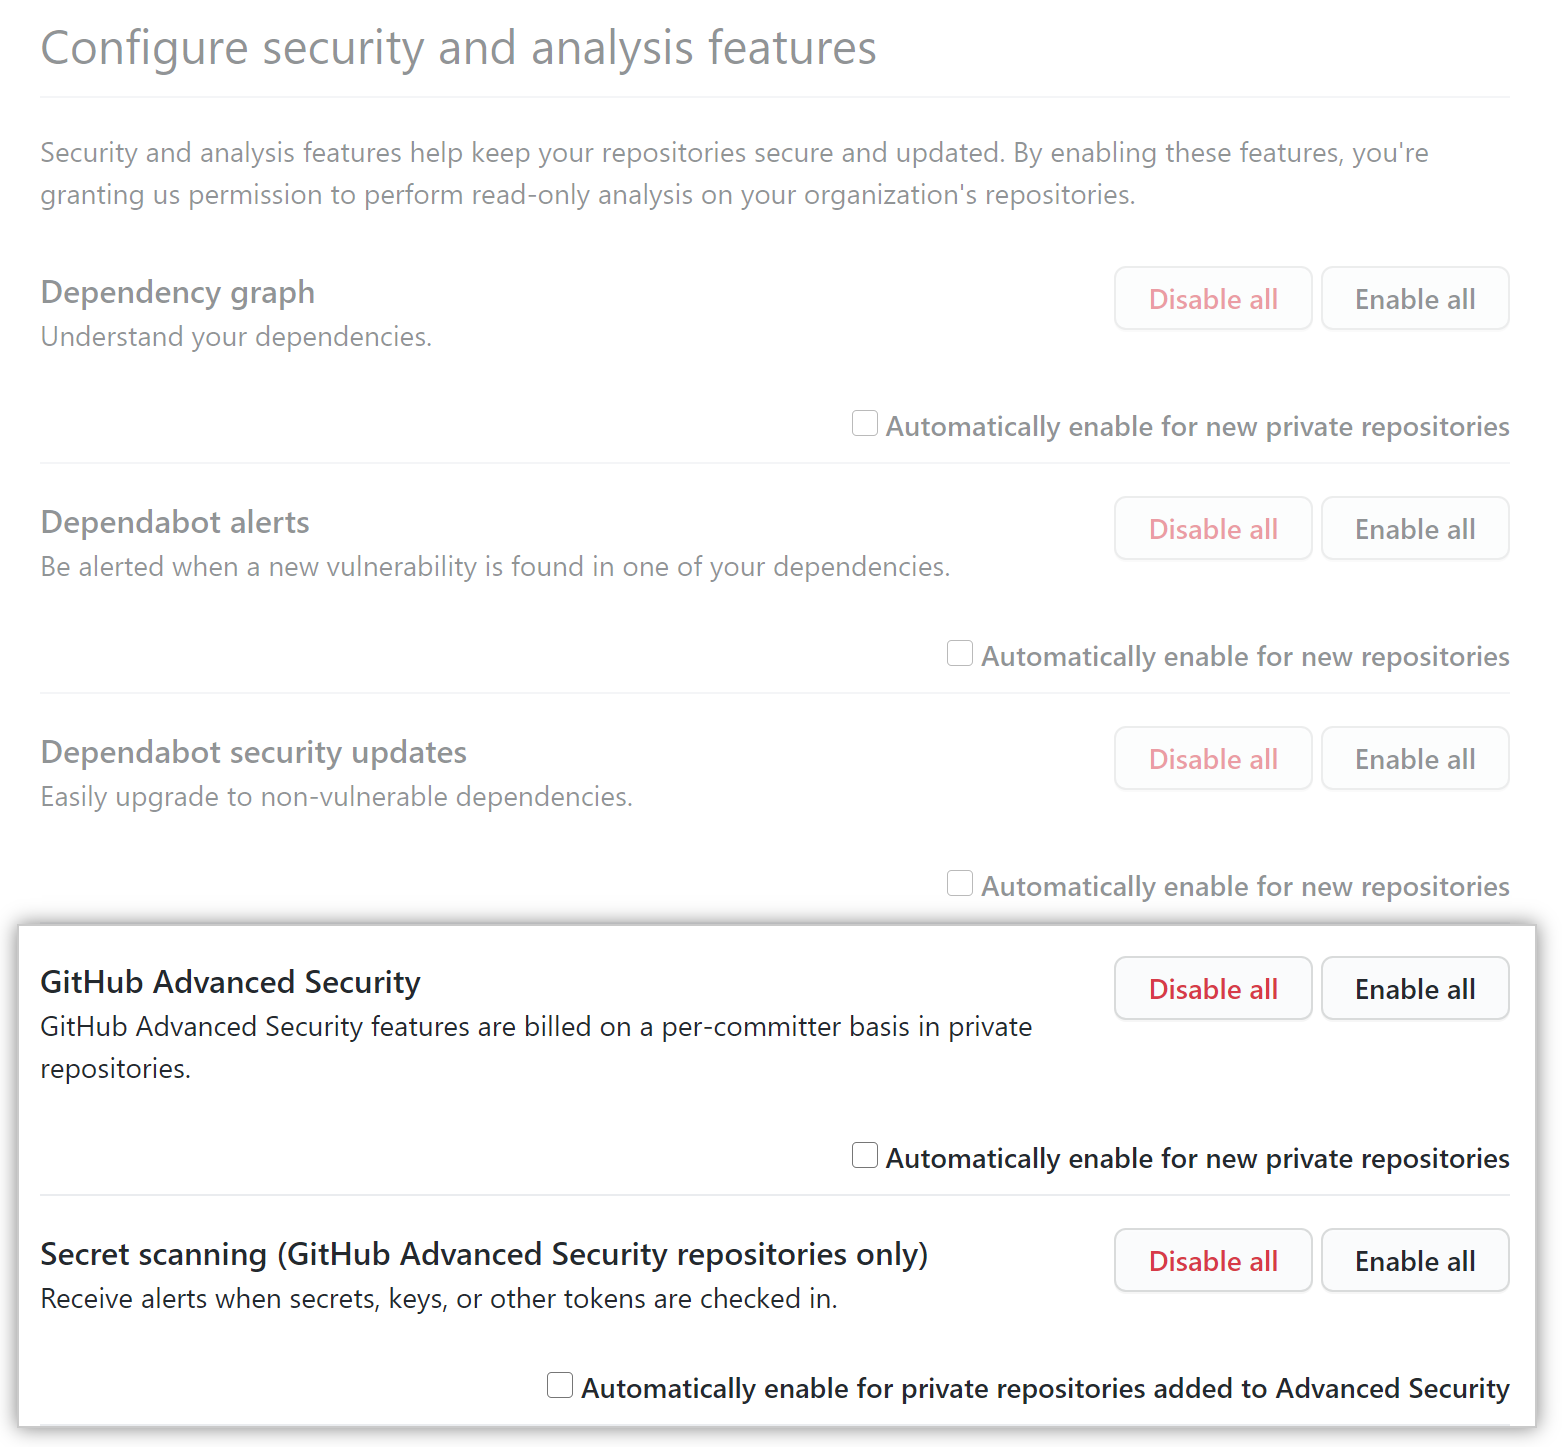 Configure security and analysis features
Security and analysis features help keep your repositories secure and updated. By enabling these features, you're
granting us permission to perform read-only analysis on your organization's repositories.
Dependency graph
Disable all
Enable all
Understand your dependencies.
Automatically enable for new private repositories
Dependabot alerts
Disable all
Enable all
Be alerted when a new vulnerability is found in one of your dependencies.
Automatically enable for new repositories
Dependabot security updates
Disable all
Enable all
Easily upgrade to non-vulnerable dependencies.
Automatically enable for new repositories
GitHub Advanced Security
Disable all
Enable all
GitHub Advanced Security features are billed on a per-committer basis in private
repositories.
Automatically enable for new private repositories
Secret scanning (GitHub Advanced Security repositories only)
Disable all
Enable all
Receive alerts when secrets, keys, or other tokens are checked in.
Automatically enable for private repositories added to Advanced Security